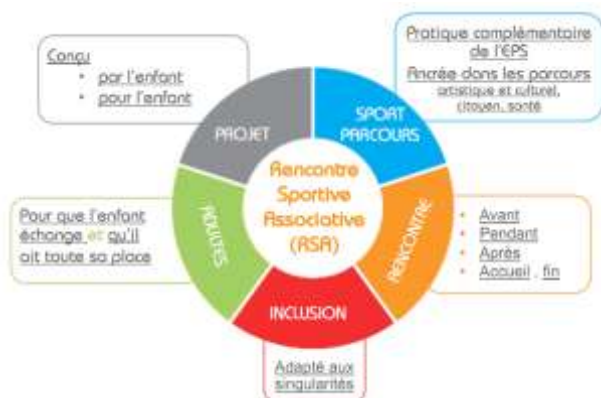 Conçu
• par l'enfant
• pour l'enfant
Pratique complémentaire
de l'EPS
Ancrée dans les parcours
artistique et culturel,
citoyen, santé
PROJET
SPORT
PARCOURS
Rencontre
Sportive
Associative
(RSA)
Pour que l'enfant
échange et qu'il
ait toute sa place
ADULTES
RENCONTRE
• Avant
• Pendant
• Après
• Accueil . fin
INCLUSION
Adapté aux
singularités